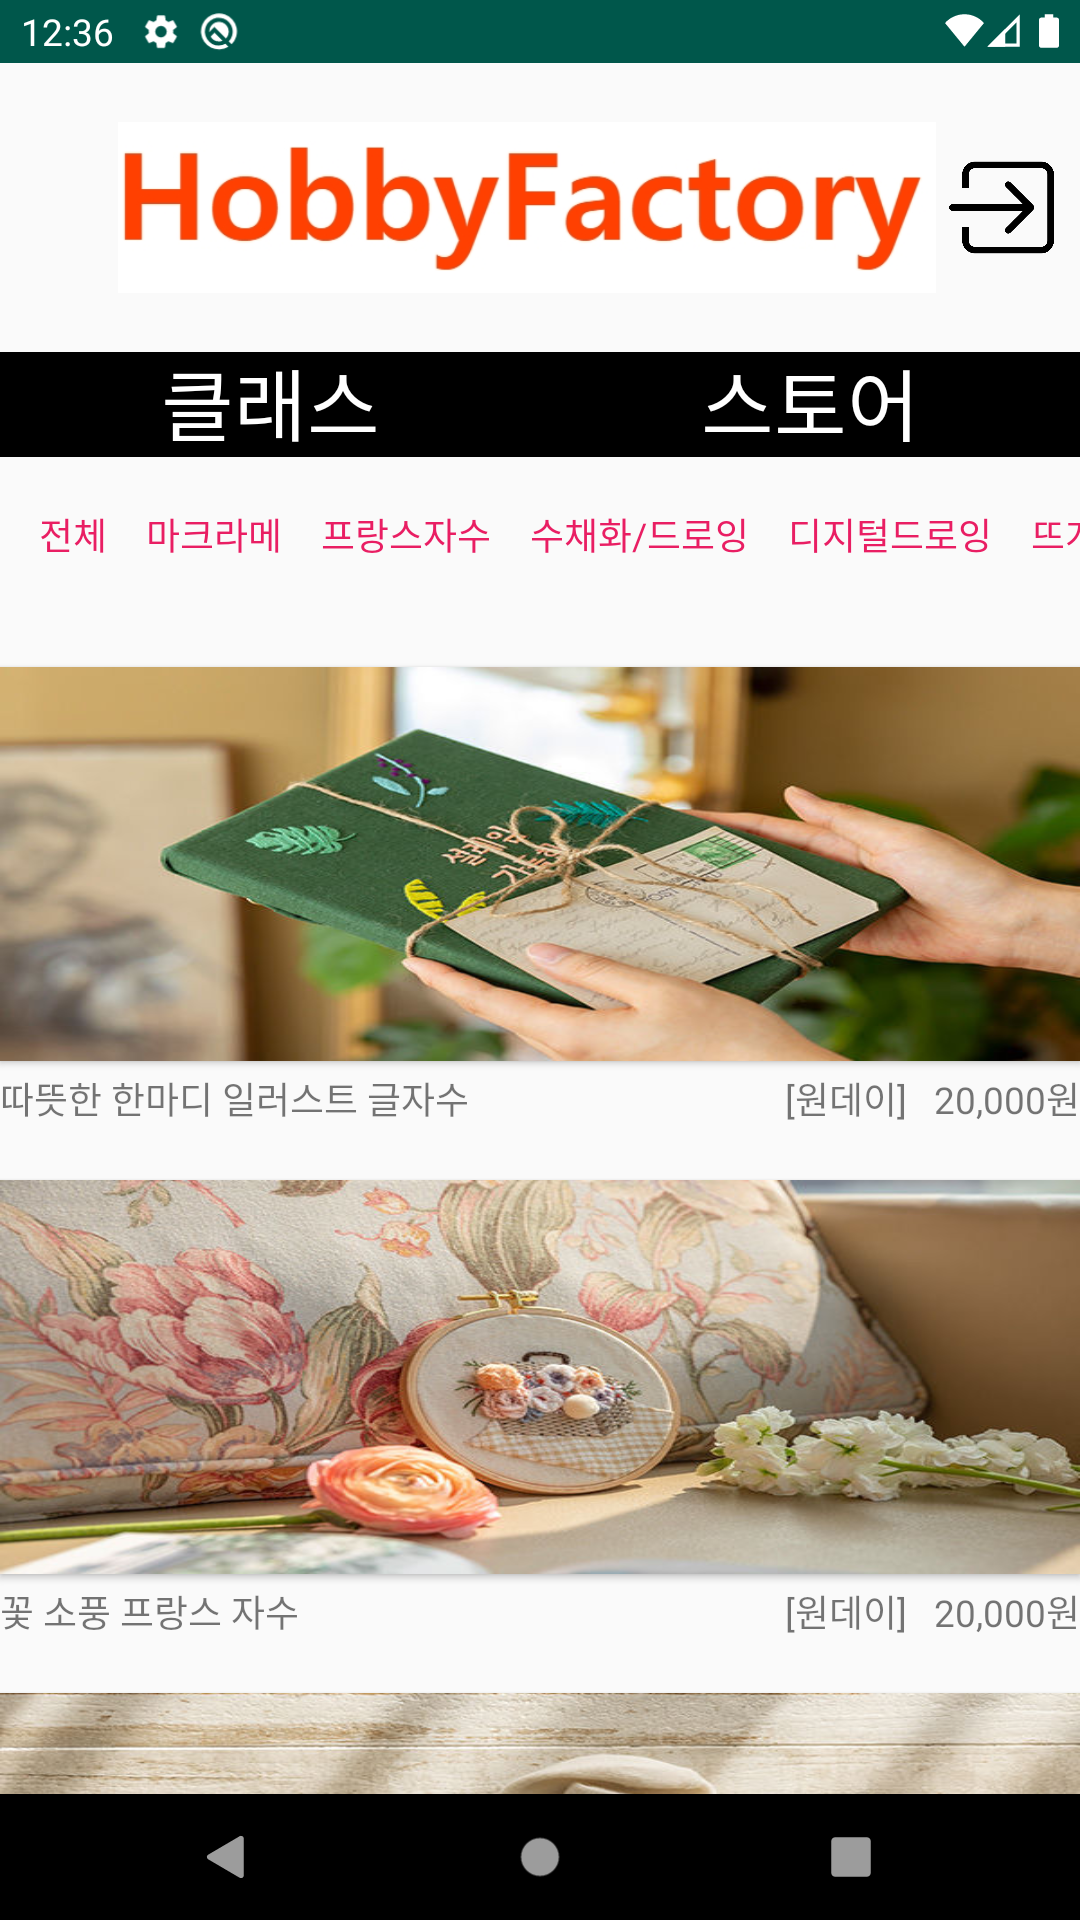 12:36
HobbyFactory
클래스 스토어
전체 마크라메 프랑스자수 수채화/드로잉 디지털드로잉
따뜻한 한마디 일러스트 글자수 [원데이] 20,000원
꽃 소풍 프랑스 자수 [원데이] 20,000원